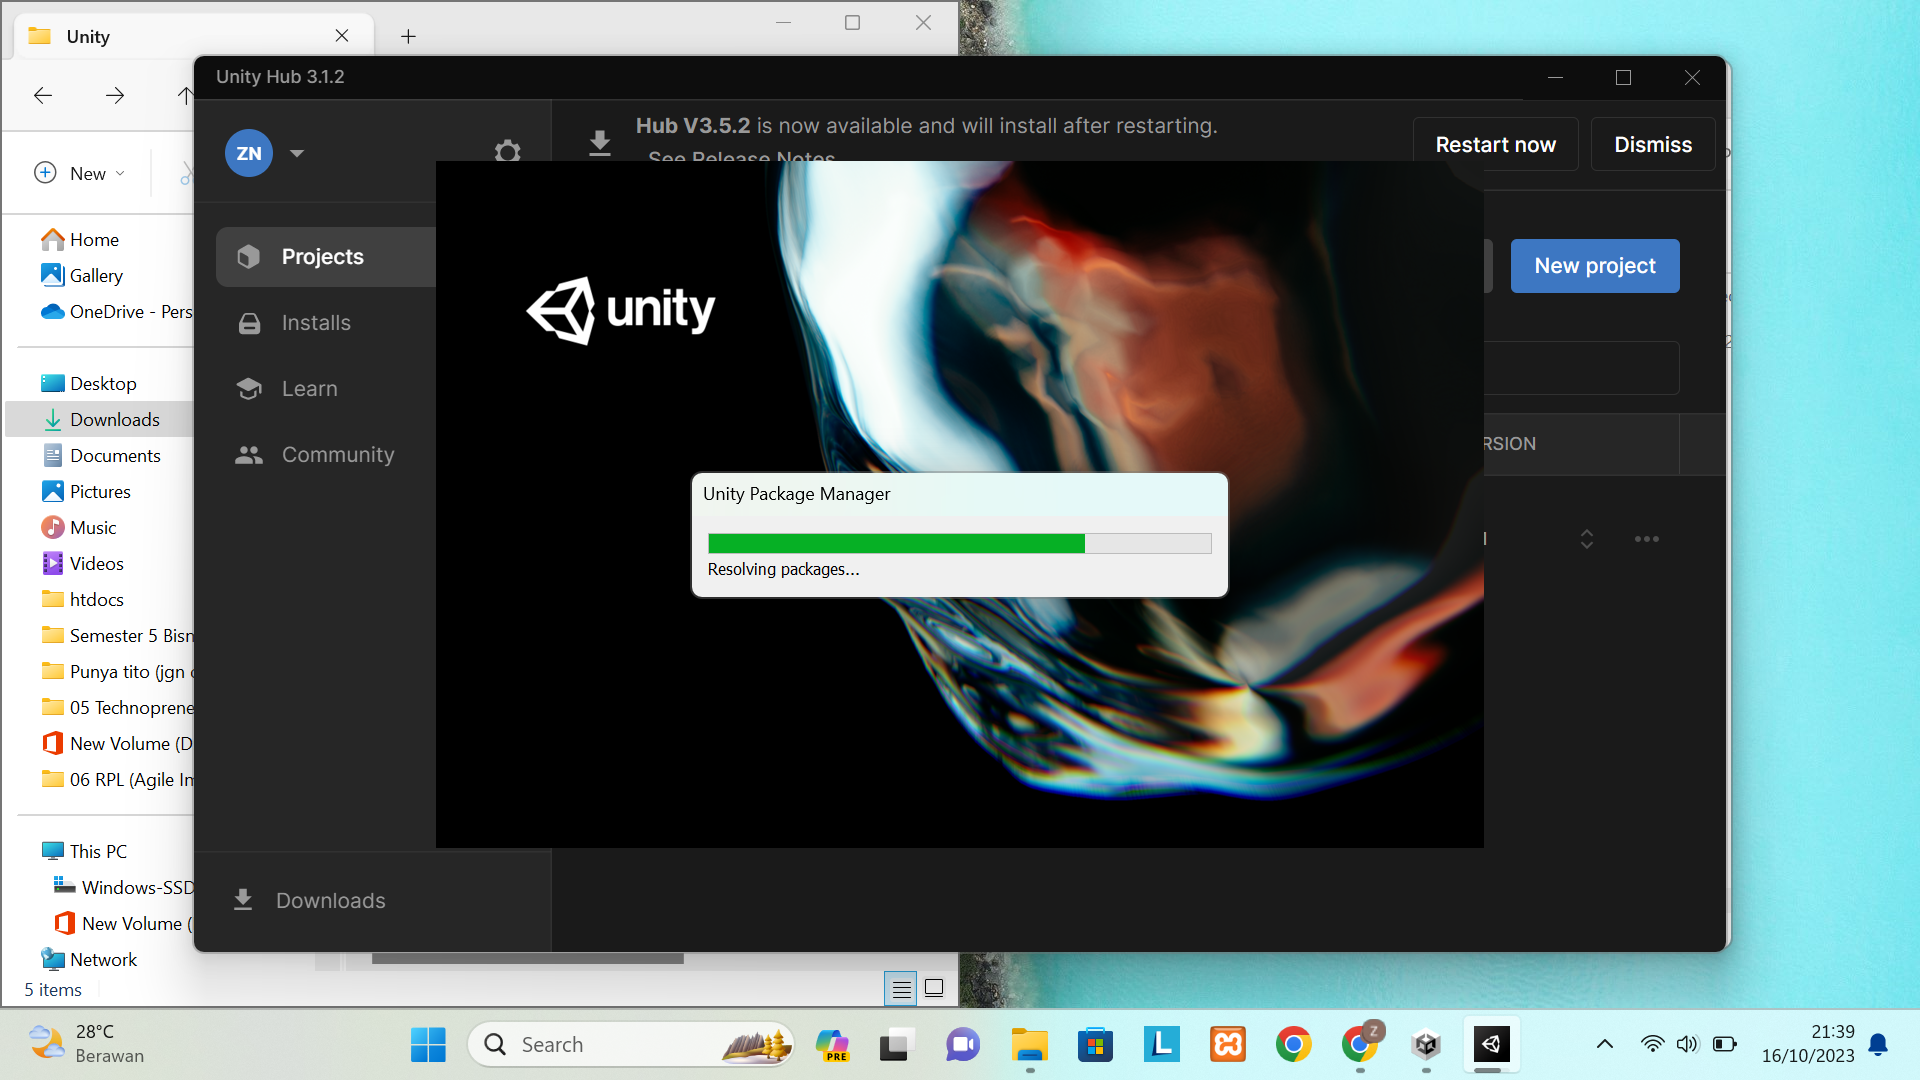 Unity
Unity Hub 3.1.2
ZN
Hub V3.5.2 is now available and will install after restarting.
See Release Notes
Restart now
Dismiss
New
Home
Gallery
OneDrive - Pers
Desktop
Downloads
Documents
Pictures
Music
Videos
htdocs
Semester 5 Bisn
Punya tito (jgn
05 Technoprene
New Volume (D
06 RPL (Agile Im
This PC
Windows-SSD
New Volume (
Network
5 items
Projects
Installs
Learn
Community
Downloads
New project
RSION
unity
Unity Package Manager
Resolving packages...
28°C
Berawan
Search
PRE
L
Z
21:39
16/10/2023